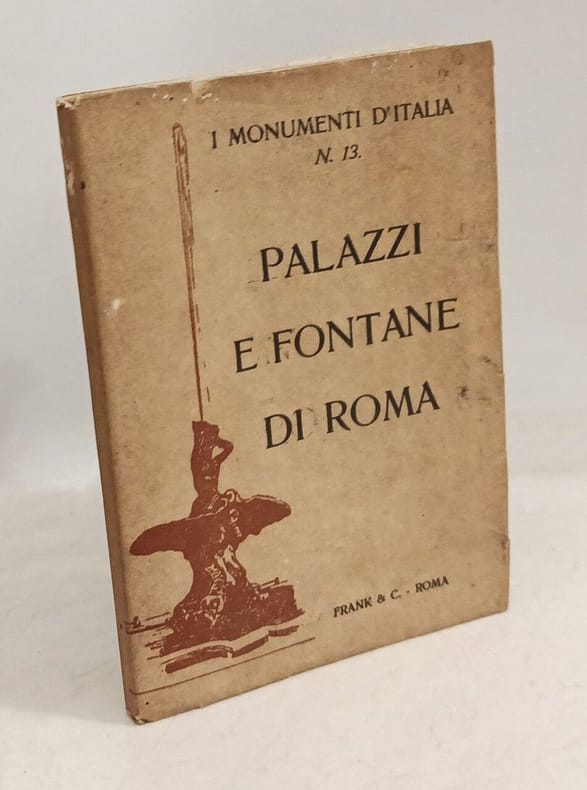 I MONUMENTI D'ITALIA
N. 13.
PALAZZI
E FONTANE
DI ROMA
FRANK & C. - ROMA